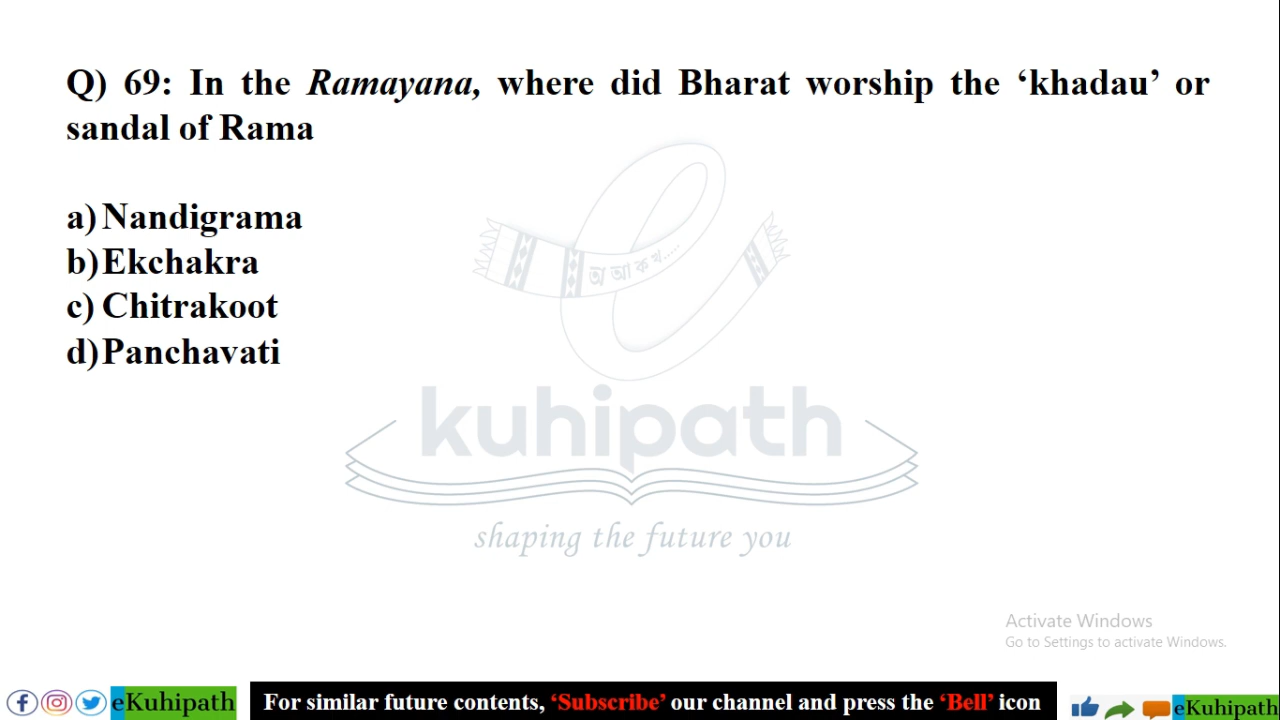 Q) 69: In the Ramayana, where did Bharat worship the ‘khadau’ or
sandal of Rama
a) Nandigrama
b) Ekchakra
c) Chitrakoot
d) Panchavati
অ আ ক খ.....
kuhipath
shaping the future you
Activate Windows
Go to Settings to activate Windows.
eKuhipath
For similar future contents, ‘Subscribe’ our channel and press the ‘Bell’ icon
eKuhipath